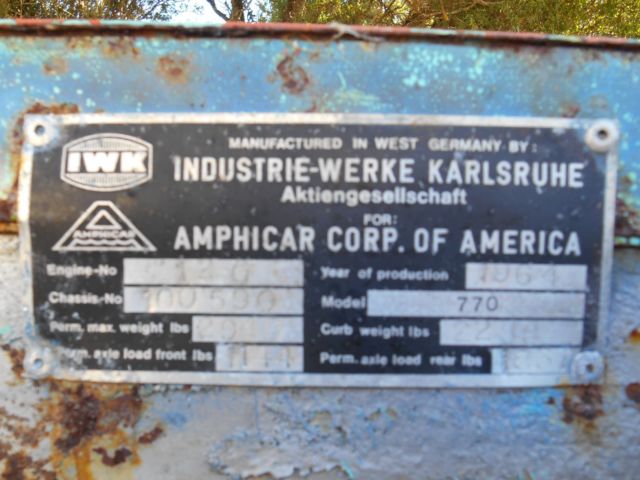 IWK
MANUFACTURED IN WEST GERMANY BY:
INDUSTRIE-WERKE KARLSRUHE
Aktiengesellschaft
FOR:
AMPHICAR
AMPHICAR CORP. OF AMERICA
Engine-No
Year of production 1961
Chassis-No
Model 770
Perm. max. weight lbs
Curb weight lbs
Perm. axle load front lbs
Perm. axle load rear lbs